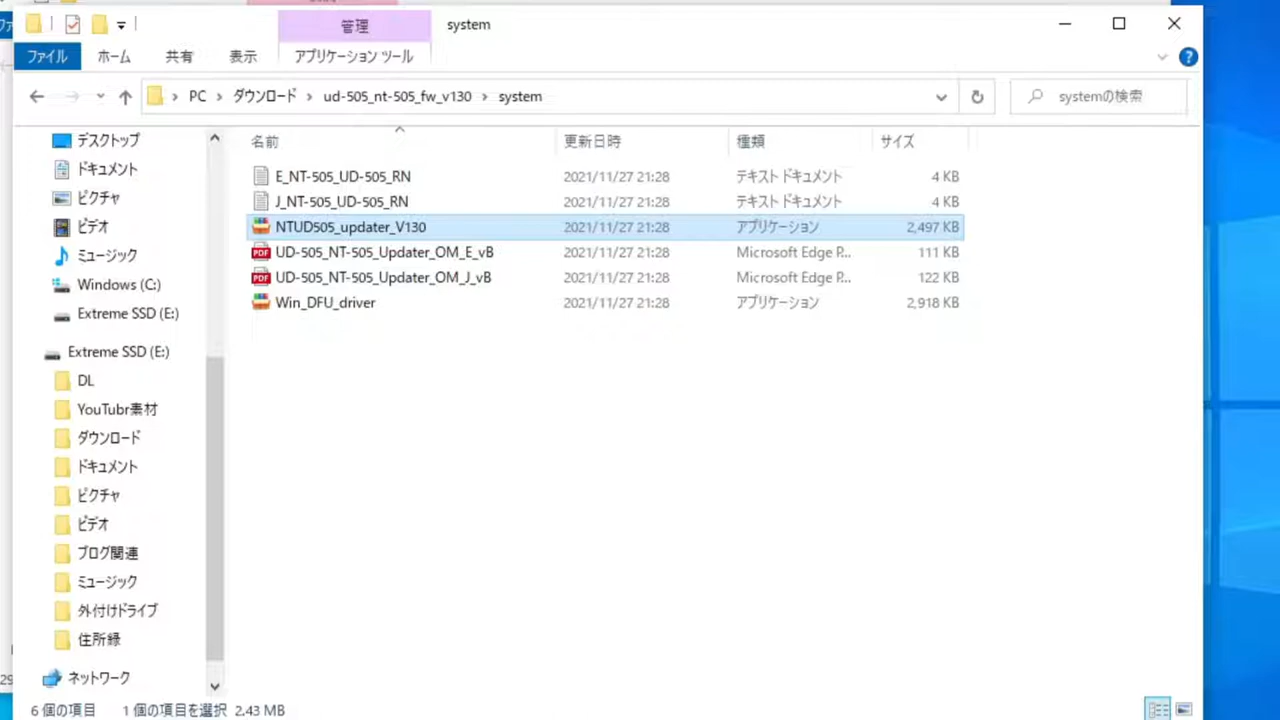 管理
system
ファイル
ホーム
共有
表示
アプリケーション ツール
PC
ダウンロード
ud-505_nt-505_fw_v130
system
systemの検索
名前
更新日時
種類
サイズ
E_NT-505_UD-505_RN 2021/11/27 21:28 テキスト ドキュメント 4 KB
J_NT-505_UD-505_RN 2021/11/27 21:28 テキスト ドキュメント 4 KB
NTUD505_updater_V130 2021/11/27 21:28 アプリケーション 2,497 KB
UD-505_NT-505_Updater_OM_E_vB 2021/11/27 21:28 Microsoft Edge P... 111 KB
UD-505_NT-505_Updater_OM_J_vB 2021/11/27 21:28 Microsoft Edge P... 122 KB
Win_DFU_driver 2021/11/27 21:28 アプリケーション 2,918 KB
デスクトップ
ドキュメント
ピクチャ
ビデオ
ミュージック
Windows (C:)
Extreme SSD (E:)
Extreme SSD (E:)
DL
YouTubr素材
ダウンロード
ドキュメント
ピクチャ
ビデオ
ブログ関連
ミュージック
外付けドライブ
住所録
ネットワーク
6 個の項目
1 個の項目を選択 2.43 MB